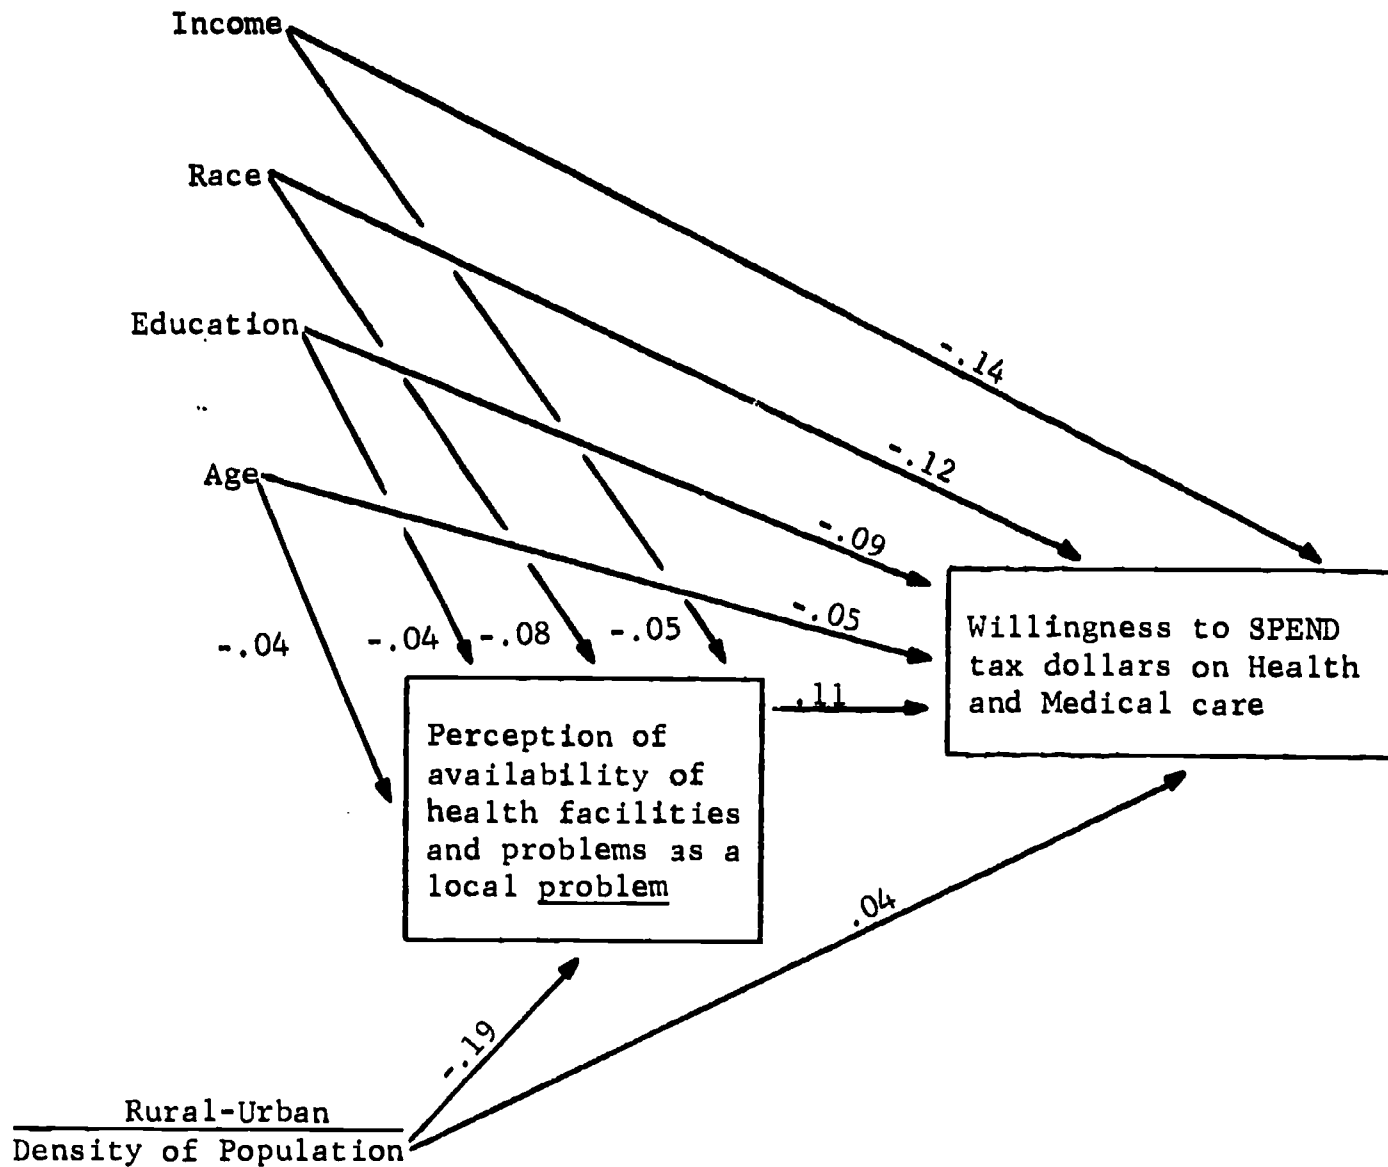 Income
Race
Education
Age
-.14
-.12
-.09
-.05
-.04
-.04
-.08
-.05
.11
Willingness to SPEND
tax dollars on Health
and Medical care
Perception of
availability of
health facilities
and problems as a
local problem
.04
-.19
Rural-Urban
Density of Population